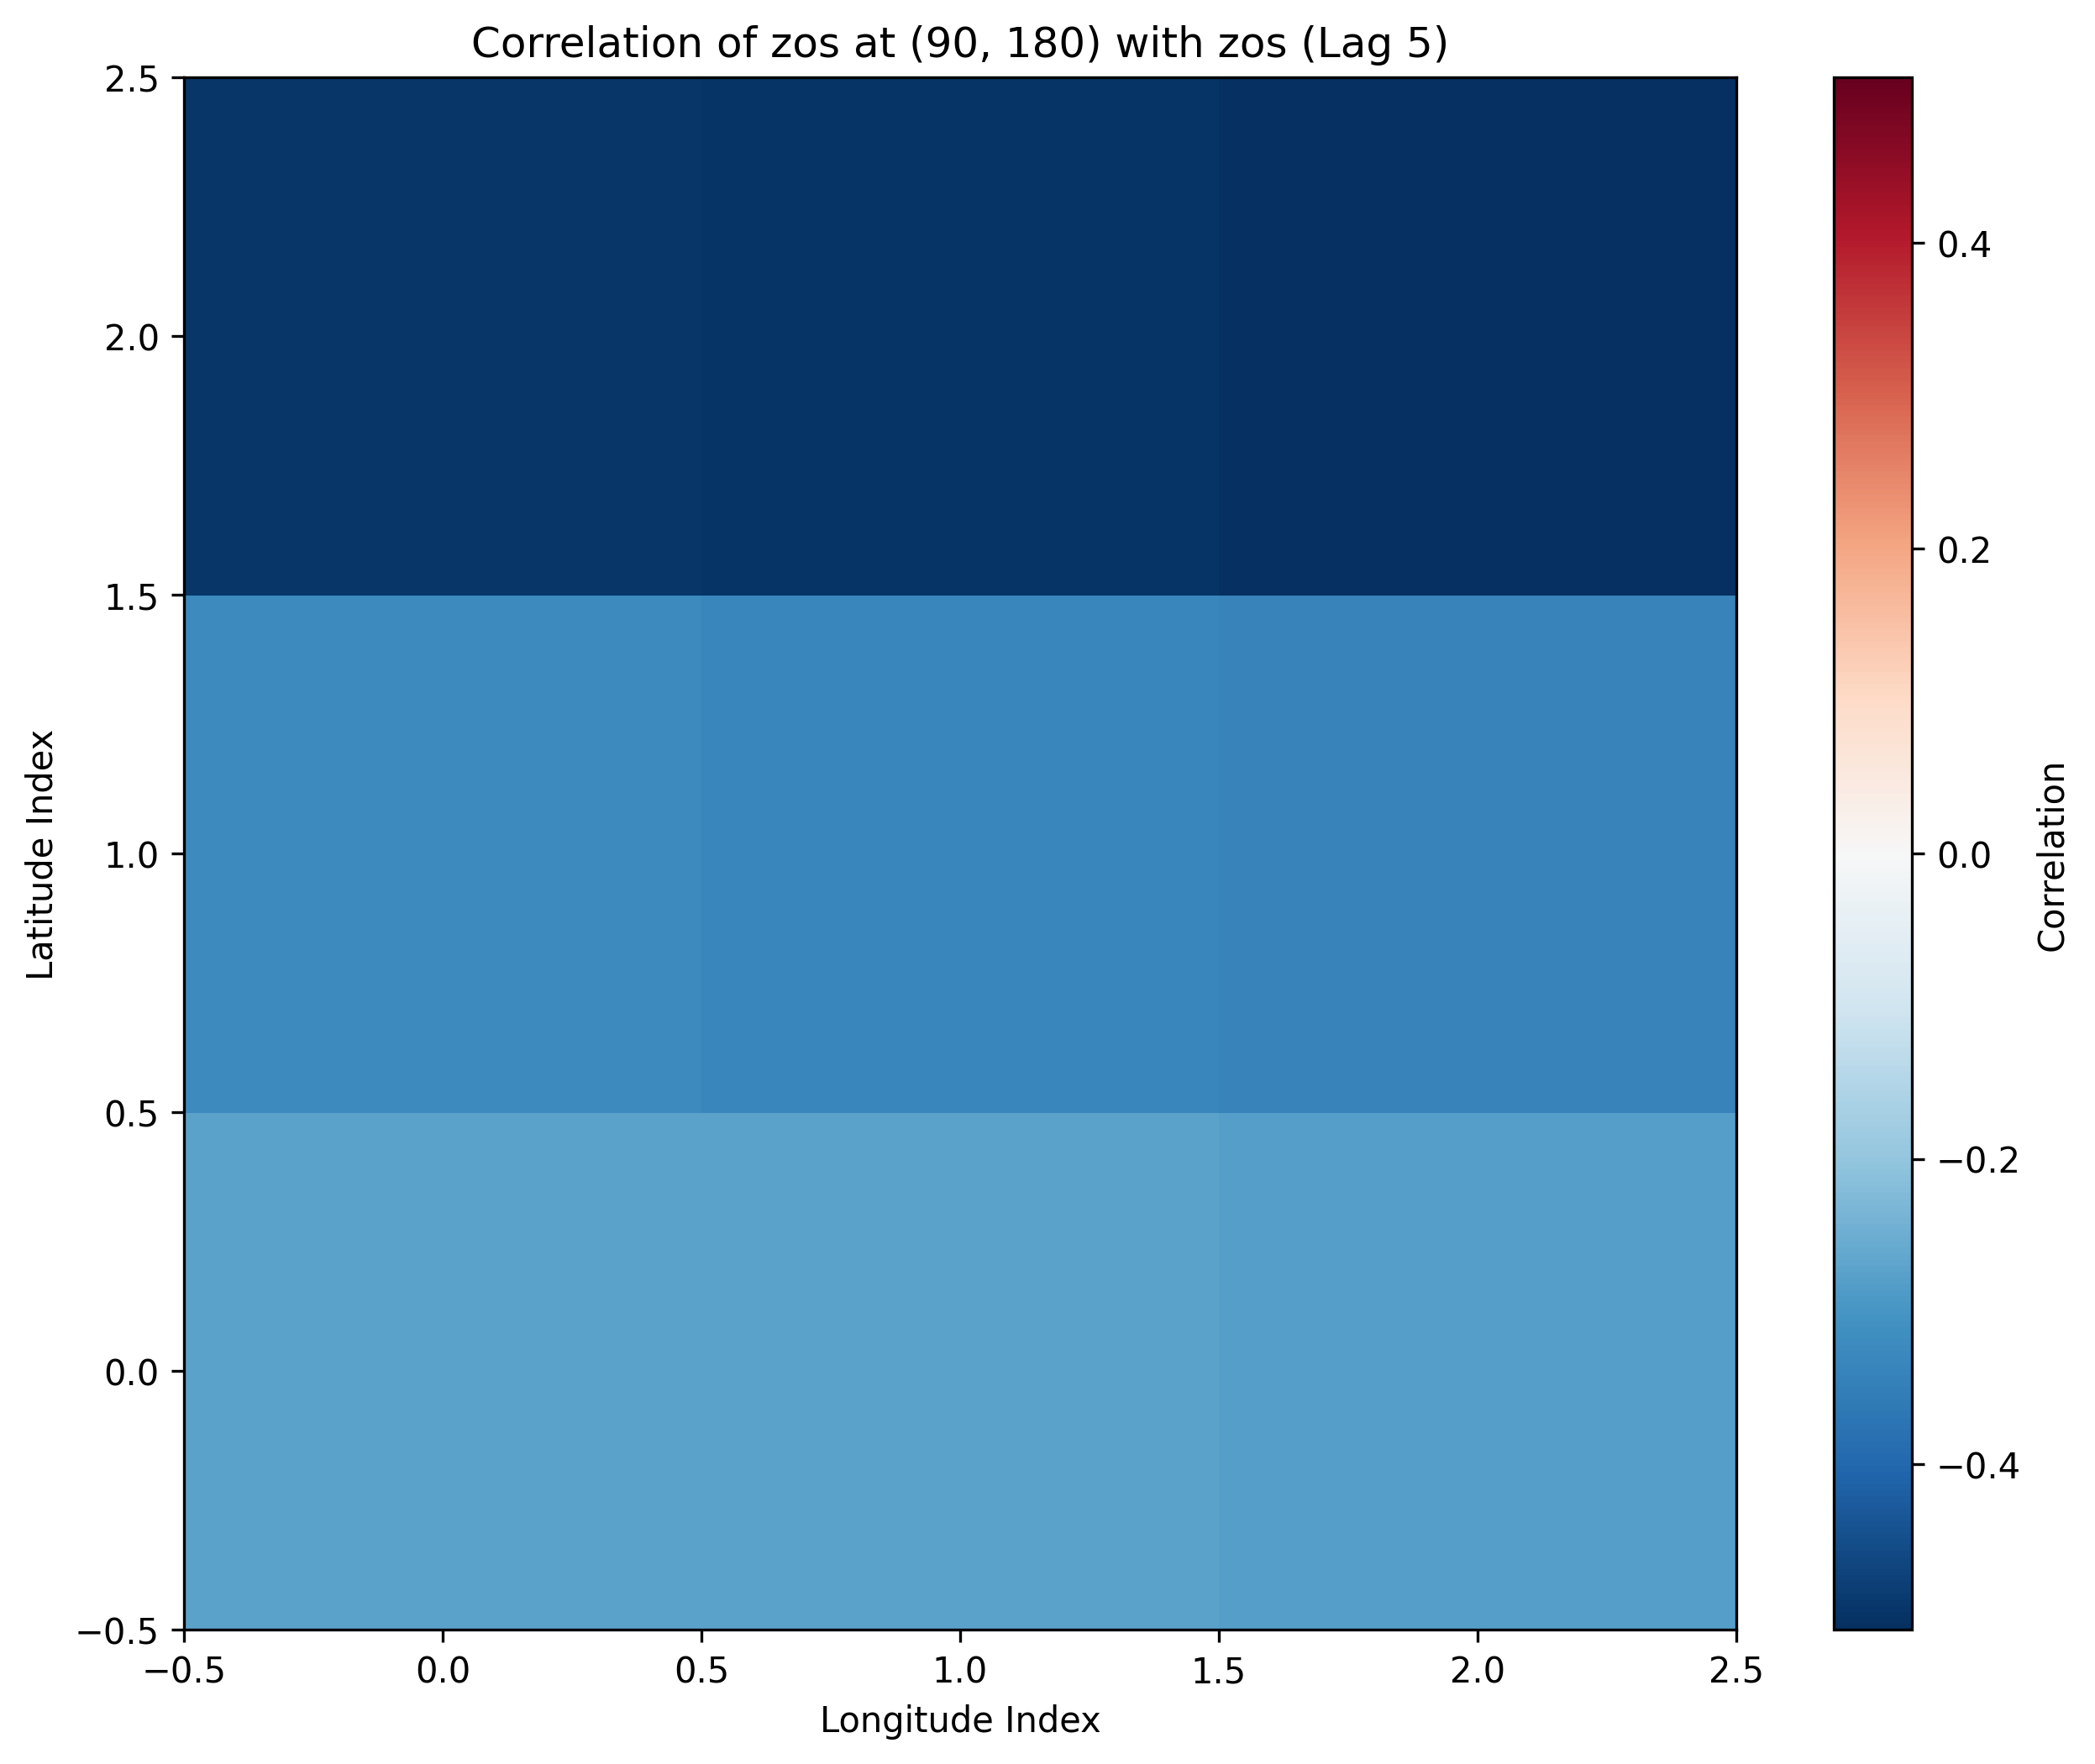 Correlation of zos at (90, 180) with zos (Lag 5)
2.5
2.0
1.5
1.0
0.5
0.0
−0.5
Latitude Index
−0.5 0.0 0.5 1.0 1.5 2.0 2.5
Longitude Index
0.4
0.2
0.0
−0.2
−0.4
Correlation